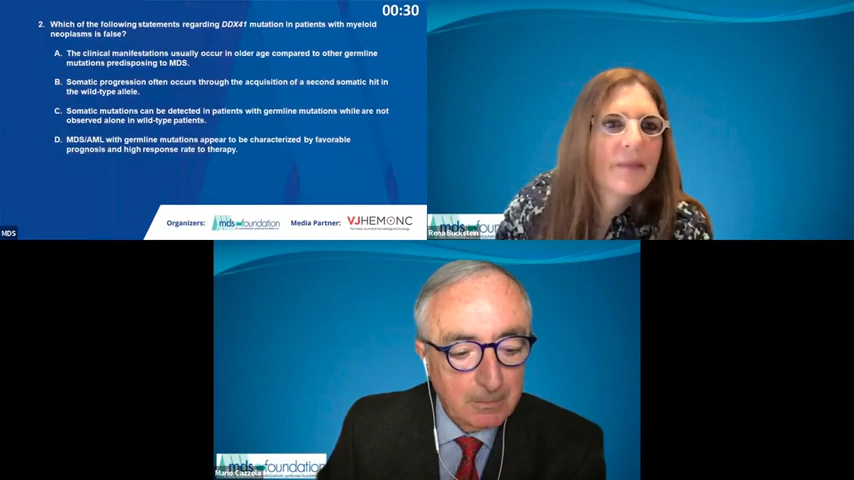 00:30
2. Which of the following statements regarding DDX41 mutation in patients with myeloid
neoplasms is false?
A. The clinical manifestations usually occur in older age compared to other germline
mutations predisposing to MDS.
B. Somatic progression often occurs through the acquisition of a second somatic hit in
the wild-type allele.
C. Somatic mutations can be detected in patients with germline mutations while are not
observed alone in wild-type patients.
D. MDS/AML with germline mutations appear to be characterized by favorable
prognosis and high response rate to therapy.
Organizers: mds foundation Media Partner: VJHEMONC
MDS
mds found
Rena Buckstein
mds foundation
Mario Cazzola